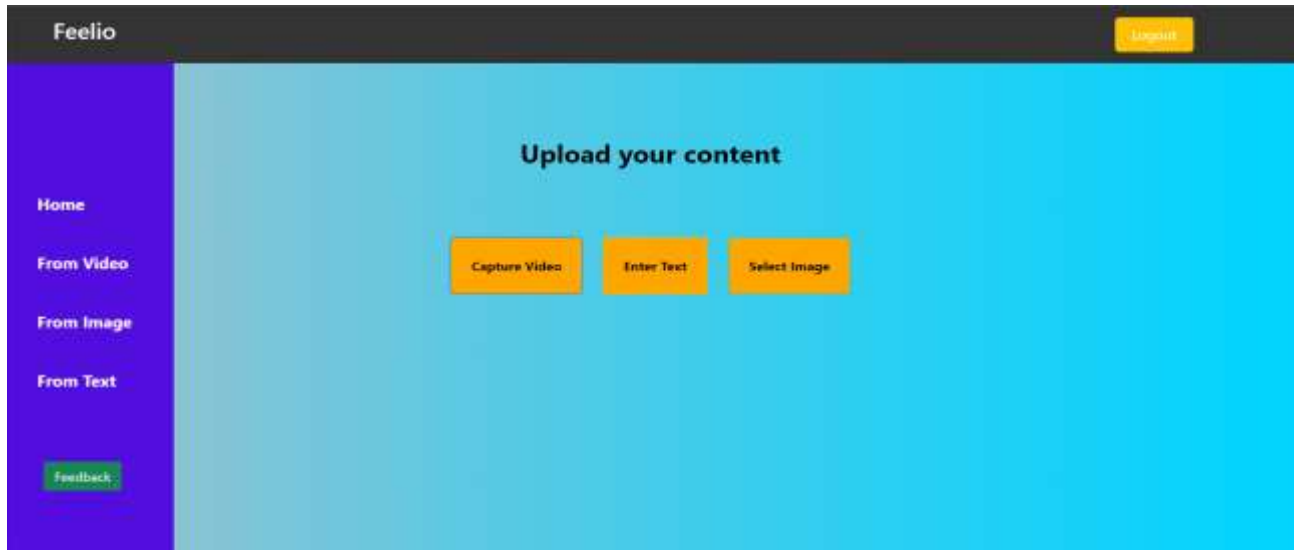 Feelio
Logout
Upload your content
Home
From Video
From Image
From Text
Capture Video
Enter Text
Select Image
Feedback